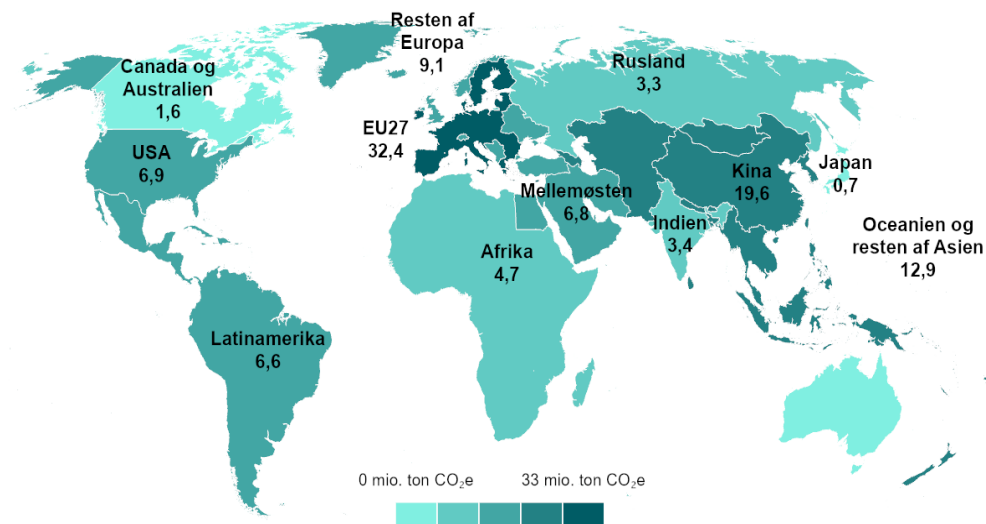 Resten af
Europa
9,1
Canada og
Australien
1,6
Rusland
3,3
EU27
32,4
USA
6,9
Kina
19,6
Japan
0,7
Mellemøsten
6,8
Indien
3,4
Oceanien og
resten af Asien
12,9
Afrika
4,7
Latinamerika
6,6
0 mio. ton CO₂e
33 mio. ton CO₂e